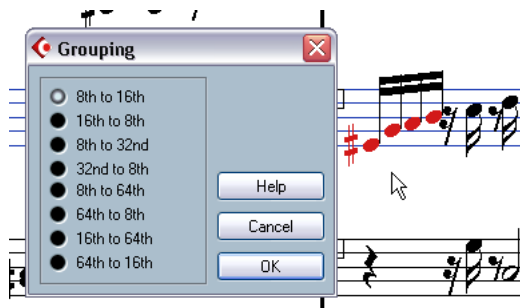 Grouping
8th to 16th
16th to 8th
8th to 32nd
32nd to 8th
8th to 64th
64th to 8th
16th to 64th
64th to 16th
Help
Cancel
OK